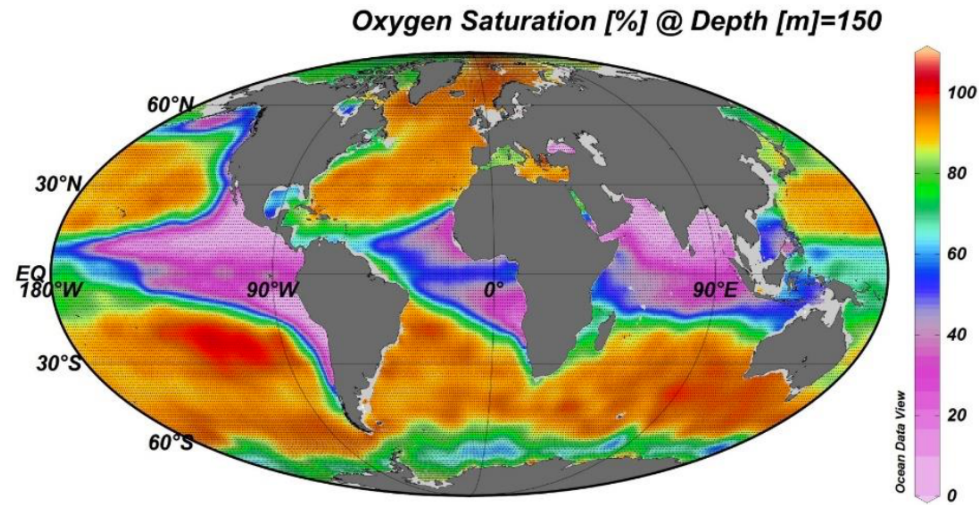 Oxygen Saturation [%] @ Depth [m]=150
60°N
30°N
EQ
180°W
90°W
0°
90°E
30°S
60°S
100
80
60
40
20
0
Ocean Data View